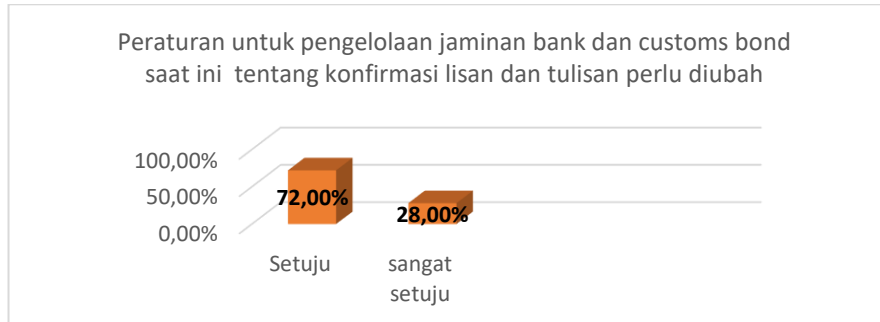 Peraturan untuk pengelolaan jaminan bank dan customs bond
saat ini tentang konfirmasi lisan dan tulisan perlu diubah
100,00%
50,00%
0,00%
72,00%
28,00%
Setuju
sangat
setuju